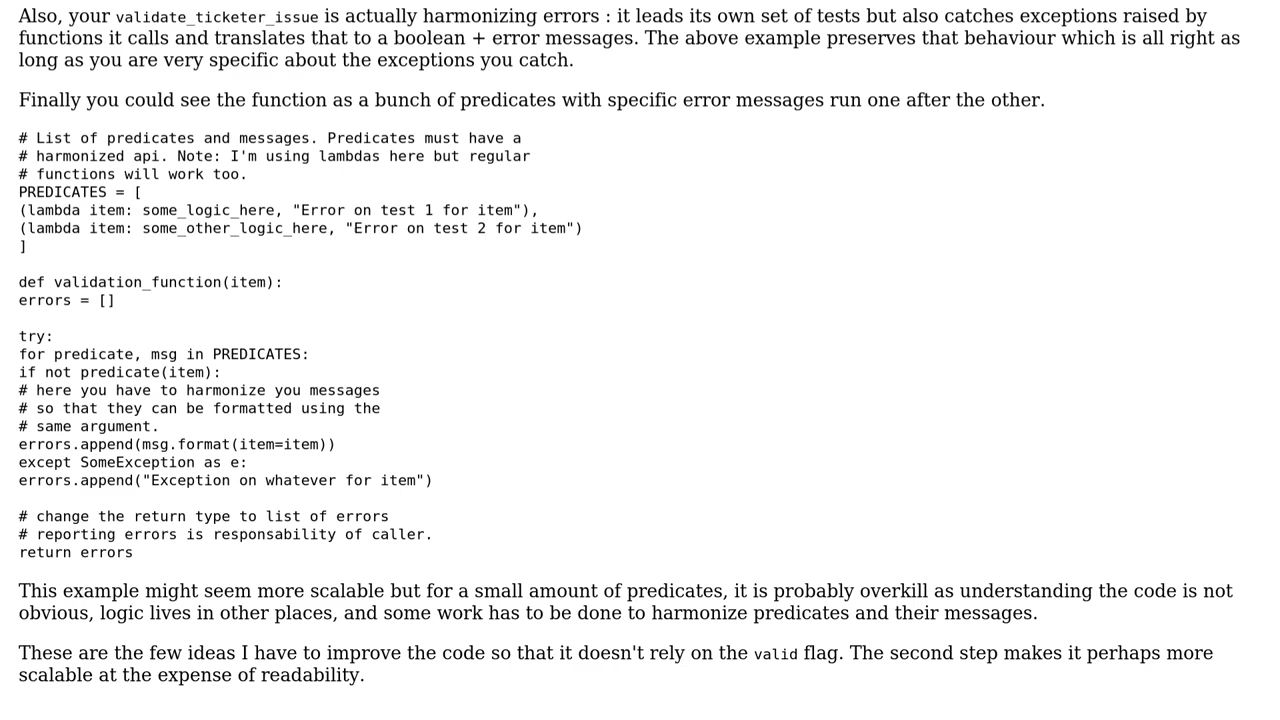 Also, your validate_ticketer_issue is actually harmonizing errors : it leads its own set of tests but also catches exceptions raised by
functions it calls and translates that to a boolean + error messages. The above example preserves that behaviour which is all right as
long as you are very specific about the exceptions you catch.
Finally you could see the function as a bunch of predicates with specific error messages run one after the other.
# List of predicates and messages. Predicates must have a
# harmonized api. Note: I'm using lambdas here but regular
# functions will work too.
PREDICATES = [
(lambda item: some_logic_here, "Error on test 1 for item"),
(lambda item: some_other_logic_here, "Error on test 2 for item")
]
def validation_function(item):
errors = []
try:
for predicate, msg in PREDICATES:
if not predicate(item):
# here you have to harmonize you messages
# so that they can be formatted using the
# same argument.
errors.append(msg.format(item=item))
except SomeException as e:
errors.append("Exception on whatever for item")
# change the return type to list of errors
# reporting errors is responsability of caller.
return errors
This example might seem more scalable but for a small amount of predicates, it is probably overkill as understanding the code is not
obvious, logic lives in other places, and some work has to be done to harmonize predicates and their messages.
These are the few ideas I have to improve the code so that it doesn't rely on the valid flag. The second step makes it perhaps more
scalable at the expense of readability.